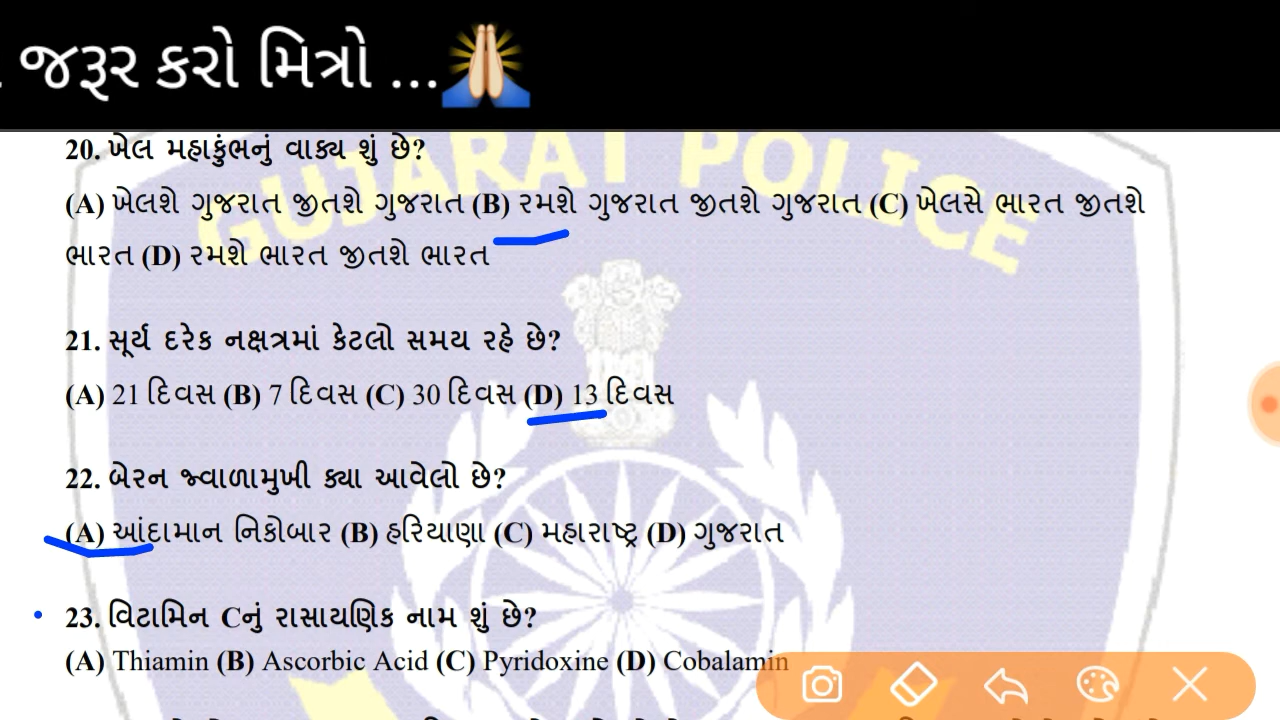 જરૂર કરો મિત્રો ...🙏
GUJARAT POLICE
20. ખેલ મહાકુંભનું વાક્ય શું છે?
(A) ખેલશે ગુજરાત જીતશે ગુજરાત (B) રમશે ગુજરાત જીતશે ગુજરાત (C) ખેલસે ભારત જીતશે
ભારત (D) રમશે ભારત જીતશે ભારત
21. સૂર્ય દરેક નક્ષત્રમાં કેટલો સમય રહે છે?
(A) 21 દિવસ (B) 7 દિવસ (C) 30 દિવસ (D) 13 દિવસ
22. બેરન જ્વાળામુખી ક્યા આવેલો છે?
(A) આંદામાન નિકોબાર (B) હરિયાણા (C) મહારાષ્ટ્ર (D) ગુજરાત
23. વિટામિન Cનું રાસાયણિક નામ શું છે?
(A) Thiamin (B) Ascorbic Acid (C) Pyridoxine (D) Cobalamin